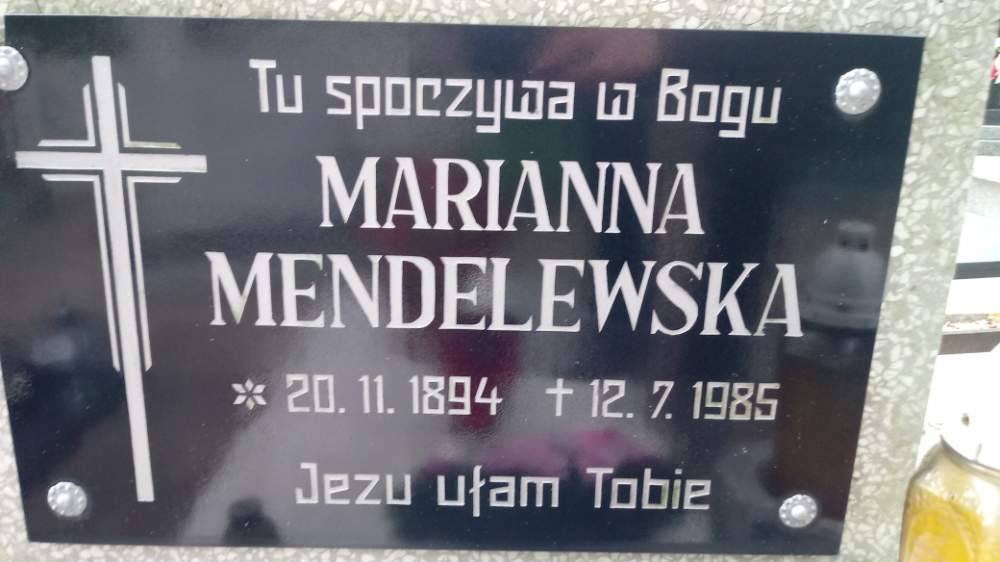 Tu spoczywa w Bogu
MARIANNA
MENDELEWSKA
* 20. 11. 1894 † 12. 7. 1985
Jezu ufam Tobie